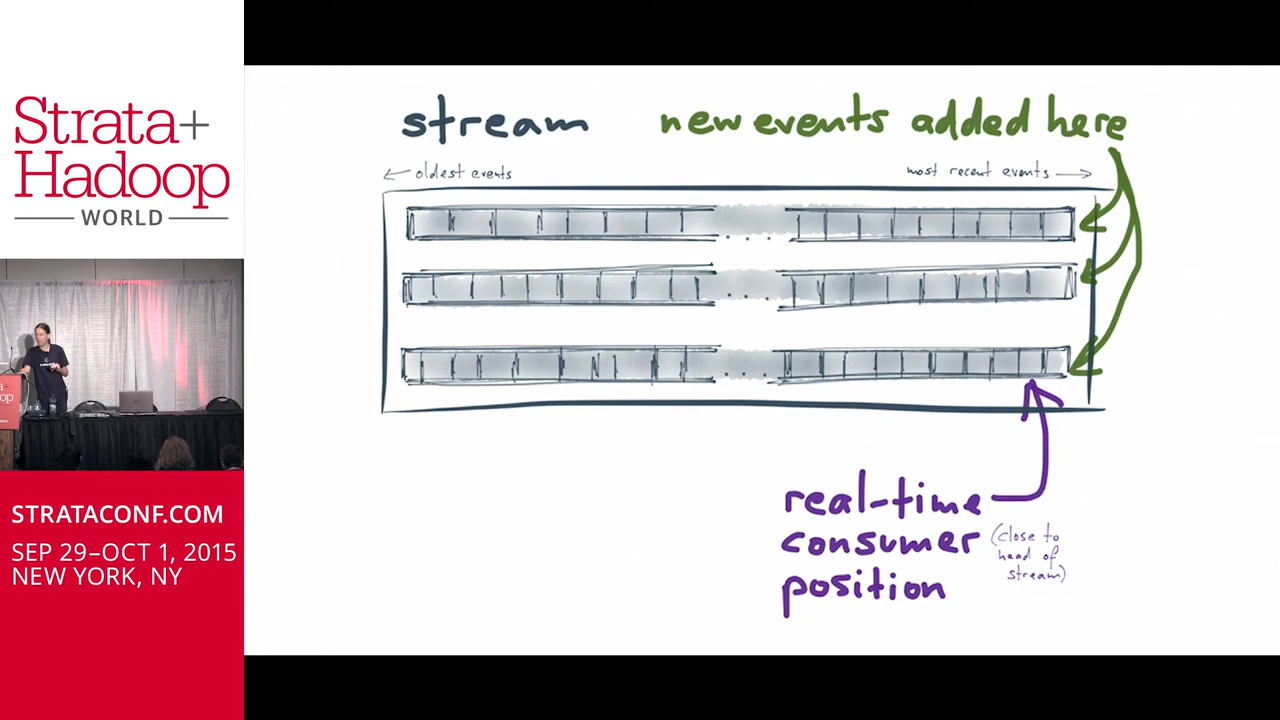 Strata+
Hadoop
WORLD
STRATACONF.COM
SEP 29–OCT 1, 2015
NEW YORK, NY
stream
new events added here
← oldest events
most recent events →
real-time
consumer
position
(close to
head of
stream)